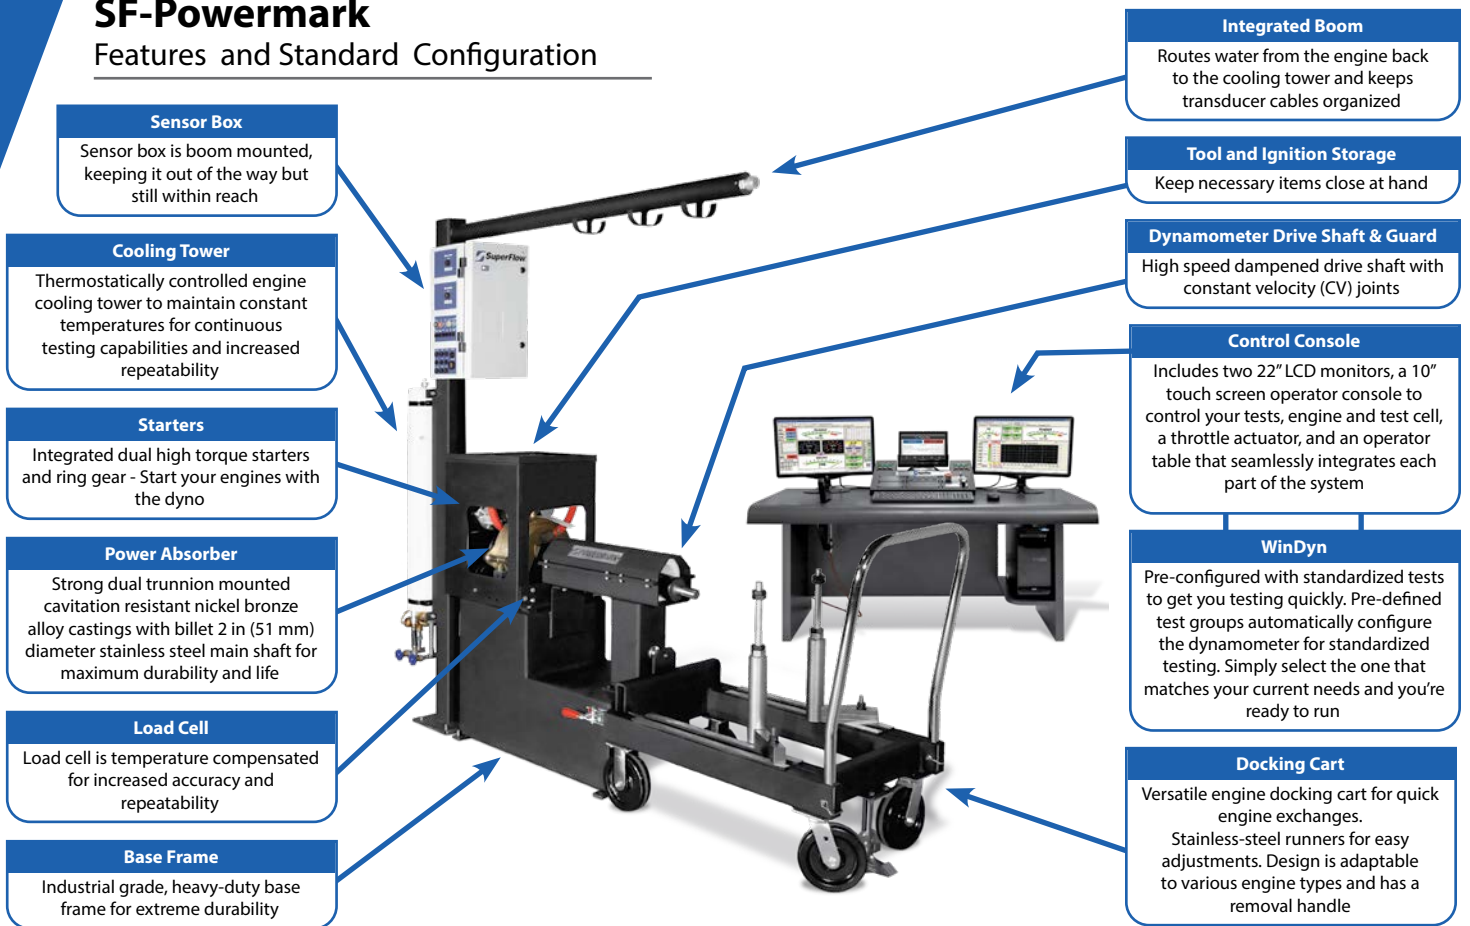 SF-Powermark
Features and Standard Configuration
Sensor Box
Sensor box is boom mounted,
keeping it out of the way but
still within reach
Cooling Tower
Thermostatically controlled engine
cooling tower to maintain constant
temperatures for continuous
testing capabilities and increased
repeatability
Starters
Integrated dual high torque starters
and ring gear - Start your engines with
the dyno
Power Absorber
Strong dual trunnion mounted
cavitation resistant nickel bronze
alloy castings with billet 2 in (51 mm)
diameter stainless steel main shaft for
maximum durability and life
Load Cell
Load cell is temperature compensated
for increased accuracy and
repeatability
Base Frame
Industrial grade, heavy-duty base
frame for extreme durability
SuperFlow
Integrated Boom
Routes water from the engine back
to the cooling tower and keeps
transducer cables organized
Tool and Ignition Storage
Keep necessary items close at hand
Dynamometer Drive Shaft & Guard
High speed dampened drive shaft with
constant velocity (CV) joints
Control Console
Includes two 22” LCD monitors, a 10”
touch screen operator console to
control your tests, engine and test cell,
a throttle actuator, and an operator
table that seamlessly integrates each
part of the system
WinDyn
Pre-configured with standardized tests
to get you testing quickly. Pre-defined
test groups automatically configure
the dynamometer for standardized
testing. Simply select the one that
matches your current needs and you’re
ready to run
Docking Cart
Versatile engine docking cart for quick
engine exchanges.
Stainless-steel runners for easy
adjustments. Design is adaptable
to various engine types and has a
removal handle